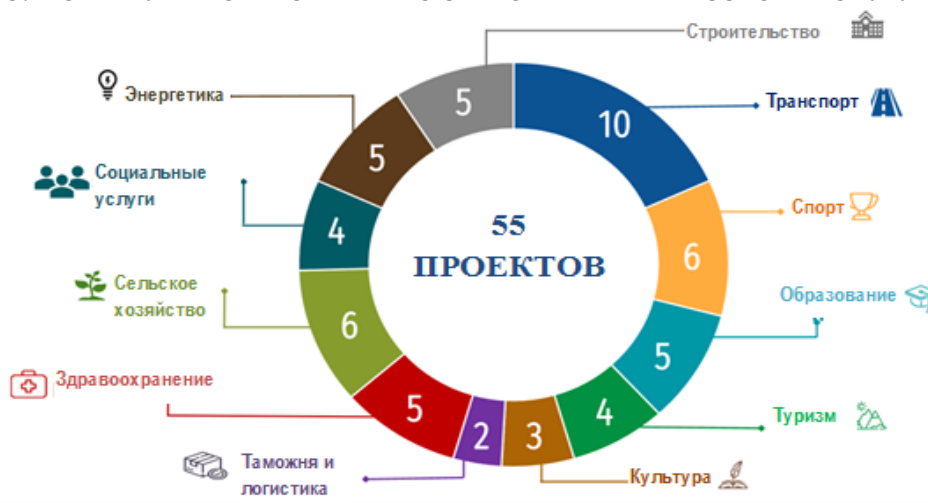 Строительство
5
10
Транспорт
Энергетика
5
Социальные
услуги
4
Спорт
6
55
ПРОЕКТОВ
Сельское
хозяйство
6
Образование
5
Здравоохранение
5
2
3
4
Туризм
Таможня и
логистика
Культура